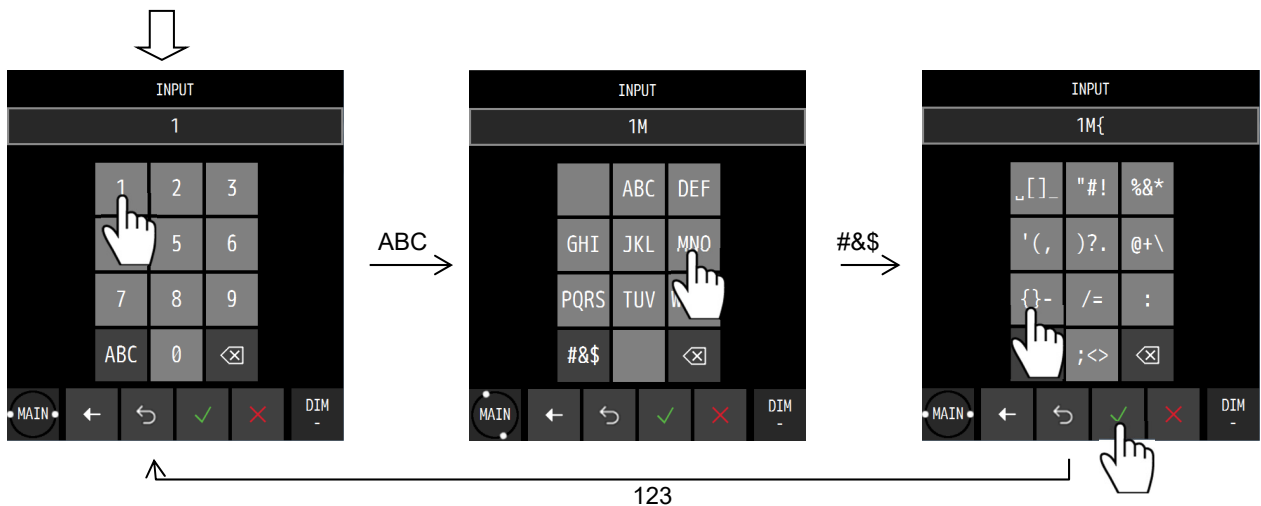 INPUT
1
1 2 3
5 6
7 8 9
ABC 0
MAIN
DIM
-
ABC
INPUT
1M
ABC DEF
GHI JKL MNO
PQRS TUV
#&$
MAIN
DIM
-
#&$
INPUT
1M{
␣[]_ "#! %&*
'(, )?. @+\
{}- /= :
;<>
MAIN
DIM
-
123